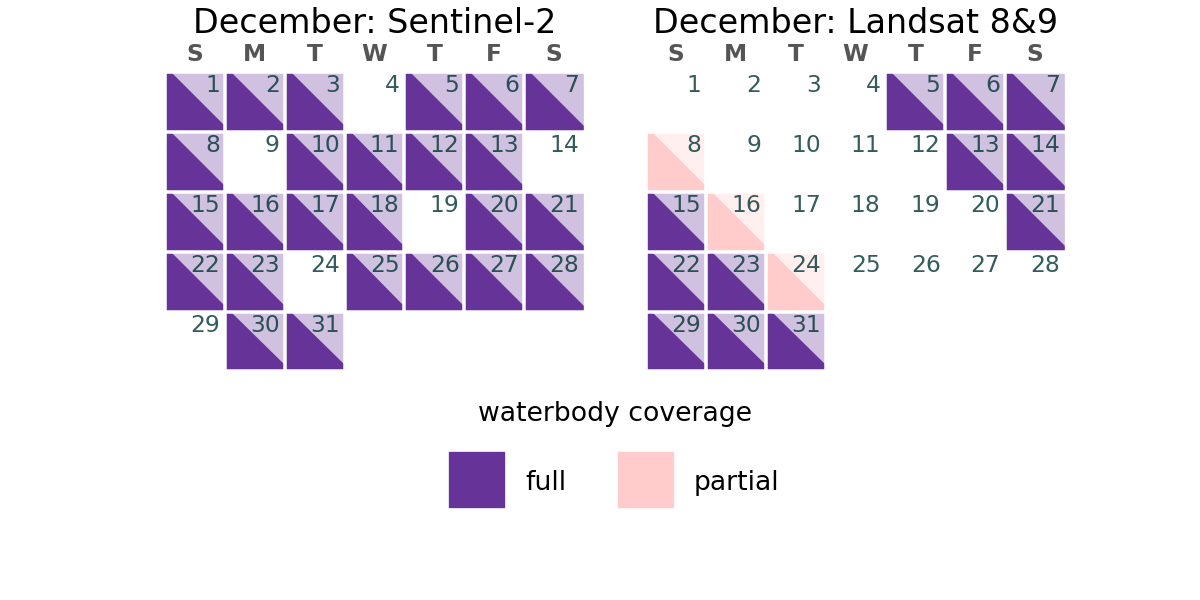 December: Sentinel-2
S M T W T F S
1 2 3 4 5 6 7
8 9 10 11 12 13 14
15 16 17 18 19 20 21
22 23 24 25 26 27 28
29 30 31
December: Landsat 8&9
S M T W T F S
1 2 3 4 5 6 7
8 9 10 11 12 13 14
15 16 17 18 19 20 21
22 23 24 25 26 27 28
29 30 31
waterbody coverage
full
partial